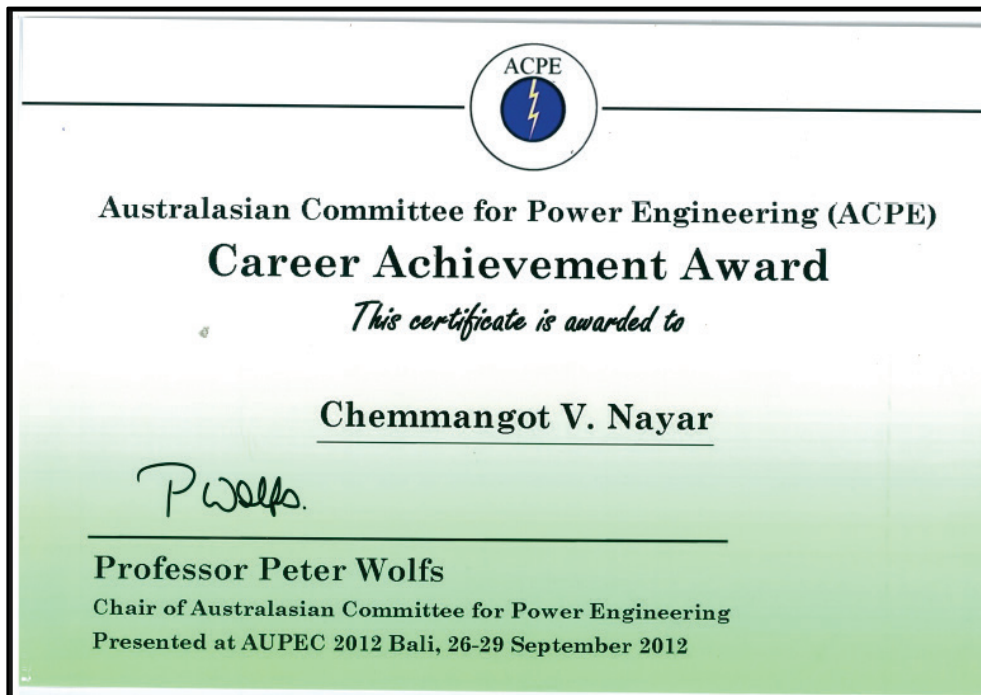 ACPE
Australasian Committee for Power Engineering (ACPE)
Career Achievement Award
This certificate is awarded to
Chemmangot V. Nayar
P Wolfs.
Professor Peter Wolfs
Chair of Australasian Committee for Power Engineering
Presented at AUPEC 2012 Bali, 26-29 September 2012